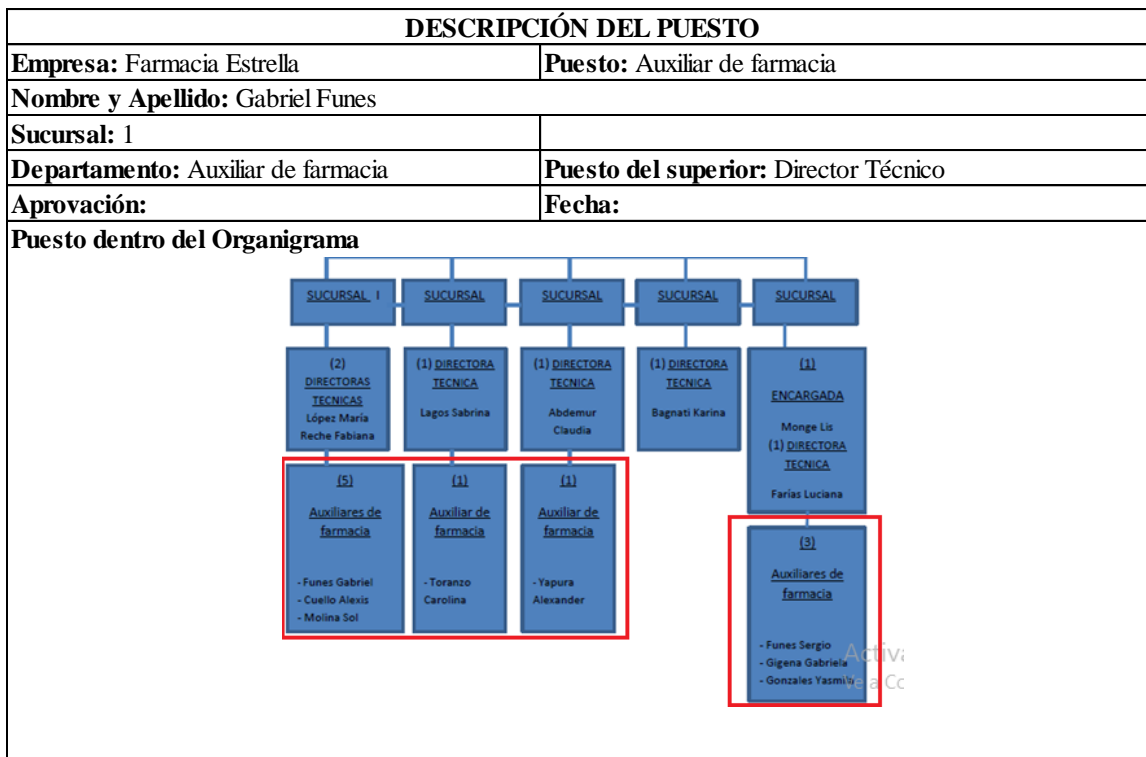 DESCRIPCIÓN DEL PUESTO
Empresa: Farmacia Estrella
Puesto: Auxiliar de farmacia
Nombre y Apellido: Gabriel Funes
Sucursal: 1
Departamento: Auxiliar de farmacia
Puesto del superior: Director Técnico
Aprovación:
Fecha:
Puesto dentro del Organigrama
SUCURSAL I
SUCURSAL
SUCURSAL
SUCURSAL
SUCURSAL
(2)
DIRECTORAS
TECNICAS
López María
Reche Fabiana
(1) DIRECTORA
TECNICA
Lagos Sabrina
(1) DIRECTORA
TECNICA
Abdemur
Claudia
(1) DIRECTORA
TECNICA
Bagnati Karina
(1)
ENCARGADA
Monge Lis
(1) DIRECTORA
TECNICA
Farías Luciana
(5)
Auxiliares de
farmacia
- Funes Gabriel
- Cuello Alexis
- Molina Sol
(1)
Auxiliar de
farmacia
- Toranzo
Carolina
(1)
Auxiliar de
farmacia
- Yapura
Alexander
(3)
Auxiliares de
farmacia
- Funes Sergio
- Gigena Gabriela
- Gonzales Yasmila
Activa
Ve a Co